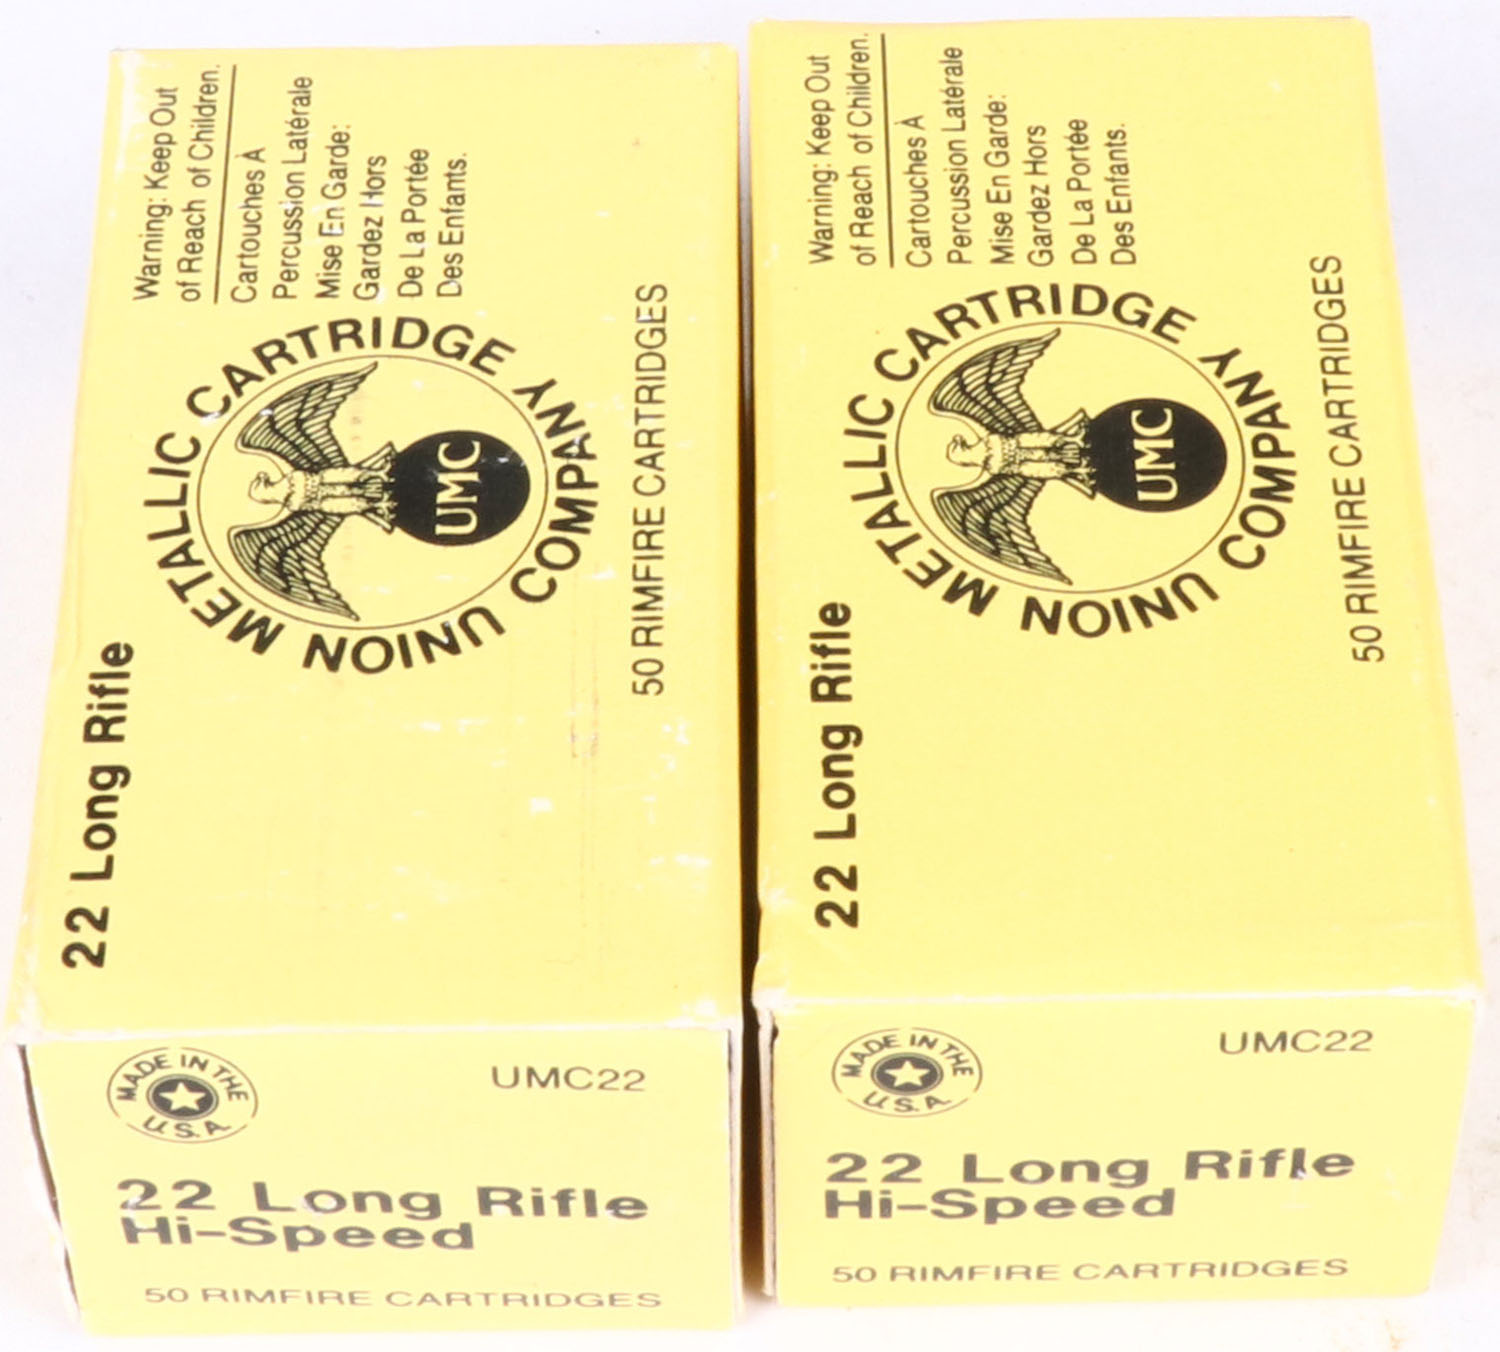 Warning: Keep Out
of Reach of Children.
Cartouches À
Percussion Latérale
Mise En Garde:
Gardez Hors
De La Portée
Des Enfants.
22 Long Rifle
UNION METALLIC CARTRIDGE COMPANY
UMC
50 RIMFIRE CARTRIDGES
MADE IN THE
U.S.A.
UMC22
22 Long Rifle
Hi-Speed
50 RIMFIRE CARTRIDGES
Warning: Keep Out
of Reach of Children.
Cartouches À
Percussion Latérale
Mise En Garde:
Gardez Hors
De La Portée
Des Enfants.
22 Long Rifle
UNION METALLIC CARTRIDGE COMPANY
UMC
50 RIMFIRE CARTRIDGES
MADE IN THE
U.S.A.
UMC22
22 Long Rifle
Hi-Speed
50 RIMFIRE CARTRIDGES